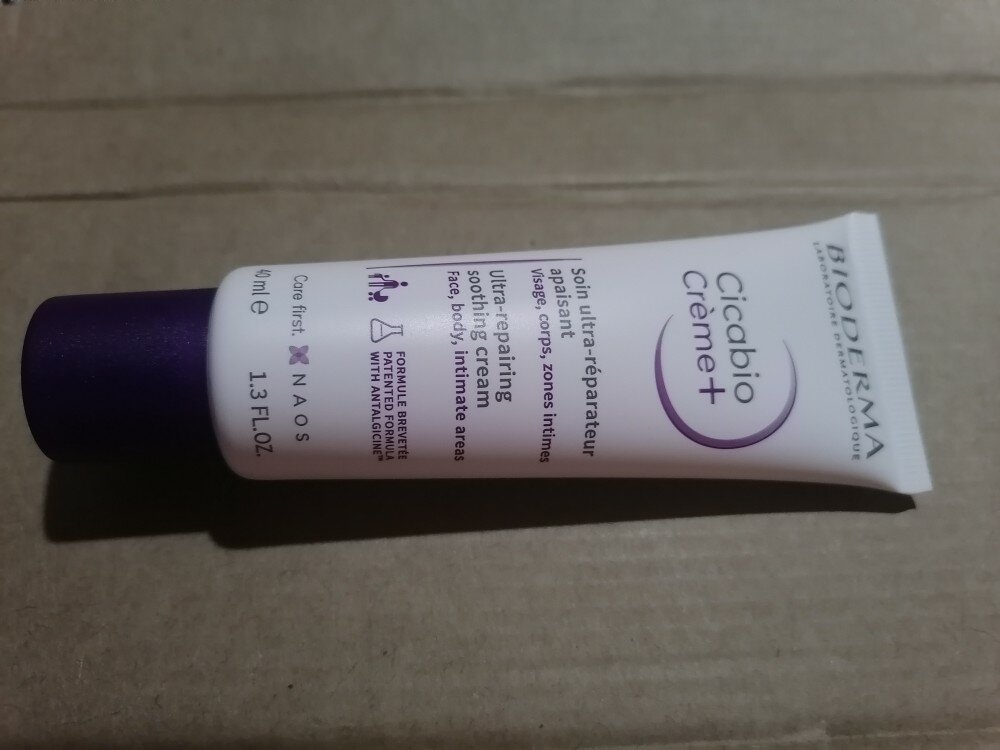 BIODERMA
LABORATOIRE DERMATOLOGIQUE
Cicabio
Crème+
Soin ultra-réparateur
apaisant
Visage, corps, zones intimes
Ultra-repairing
soothing cream
Face, body, intimate areas
FORMULE BREVETÉE
PATENTED FORMULA
WITH ANTALGICINE™
Care first. NAOS
40 ml e 1.3 FL.OZ.